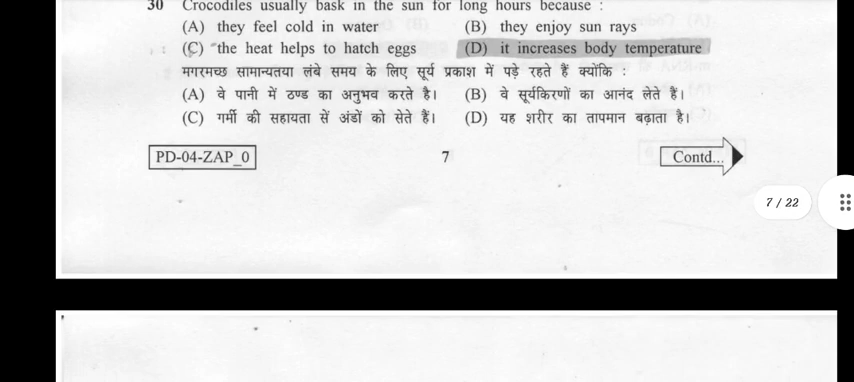 30 Crocodiles usually bask in the sun for long hours because :
(A) they feel cold in water (B) they enjoy sun rays
(C) the heat helps to hatch eggs (D) it increases body temperature
मगरमच्छ सामान्यतया लंबे समय के लिए सूर्य प्रकाश में पड़े रहते हैं क्योंकि :
(A) वे पानी में ठण्ड का अनुभव करते है। (B) वे सूर्यकिरणों का आनंद लेते हैं।
(C) गर्मी की सहायता सें अंडों को सेते हैं। (D) यह शरीर का तापमान बढ़ाता है।
PD-04-ZAP_0 7 Contd...
7 / 22